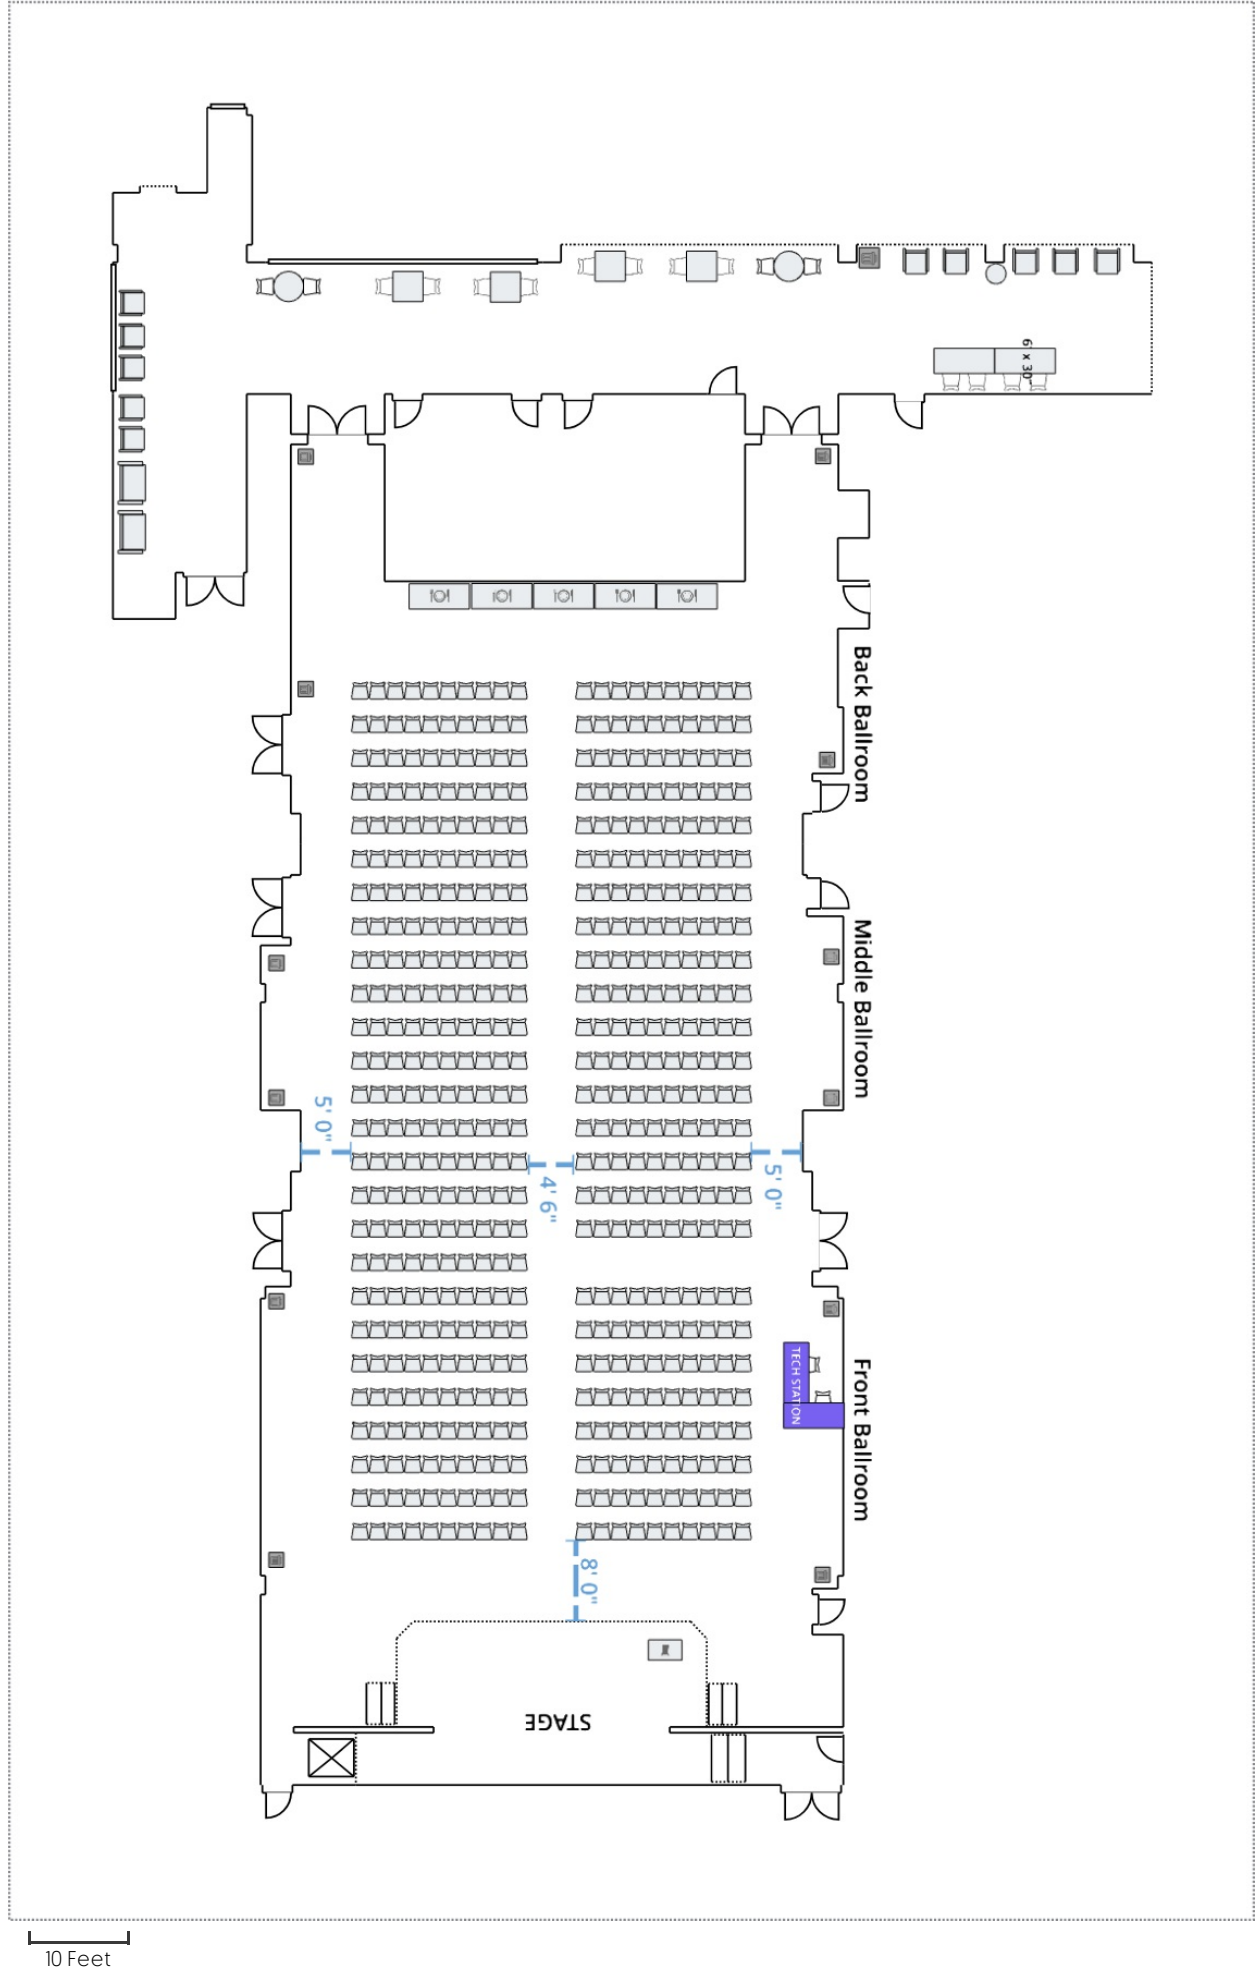 6' x 30"
Back Ballroom
Middle Ballroom
5' 0"
4' 6"
5' 0"
TECH STATION
Front Ballroom
8' 0"
STAGE
10 Feet